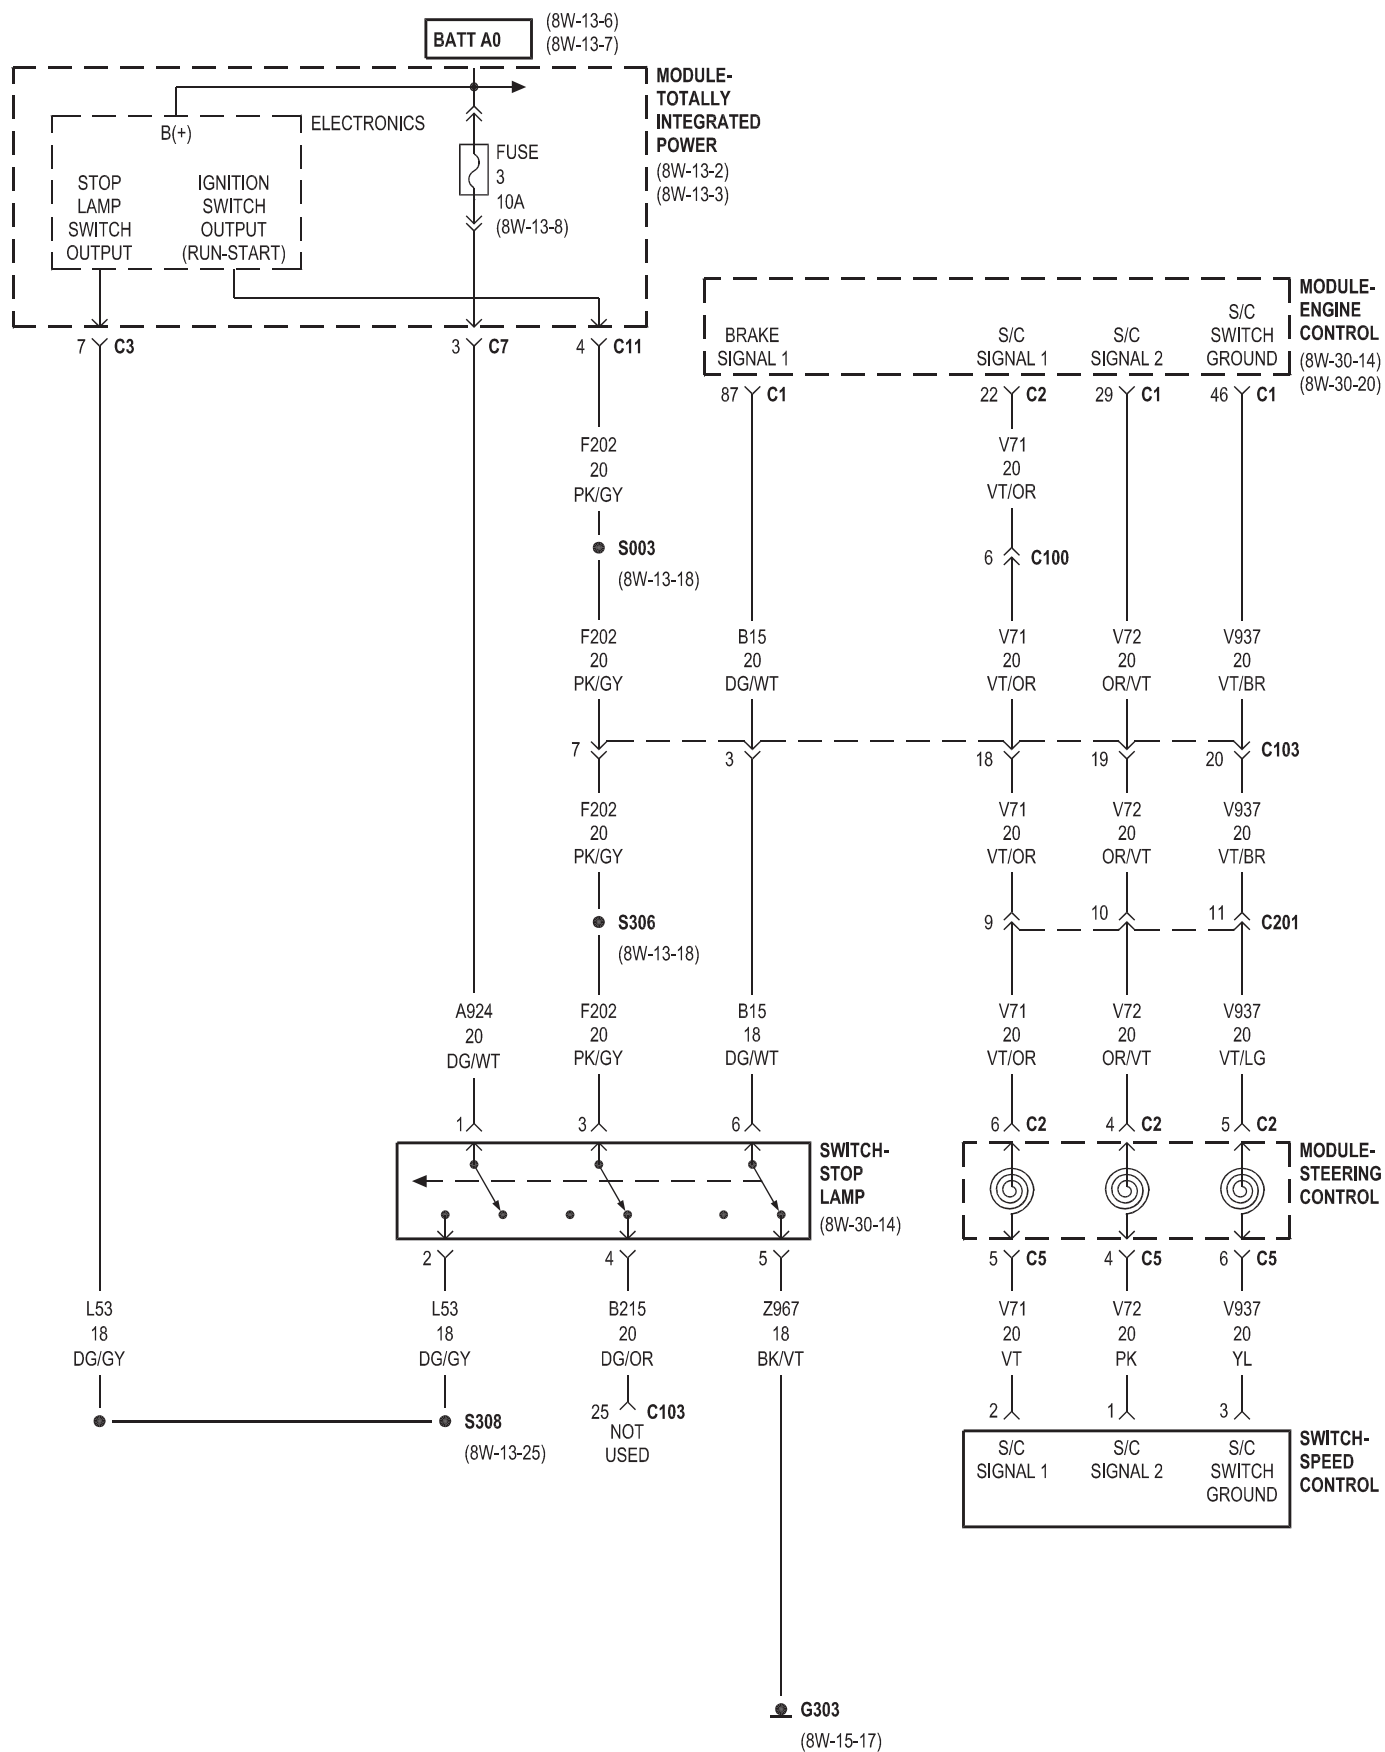 BATT A0
(8W-13-6)
(8W-13-7)
MODULE-
TOTALLY
INTEGRATED
POWER
(8W-13-2)
(8W-13-3)
B(+)
ELECTRONICS
FUSE
3
10A
(8W-13-8)
STOP
LAMP
SWITCH
OUTPUT
IGNITION
SWITCH
OUTPUT
(RUN-START)
7 C3
3 C7
4 C11
MODULE-
ENGINE
CONTROL
(8W-30-14)
(8W-30-20)
BRAKE
SIGNAL 1
S/C
SIGNAL 1
S/C
SIGNAL 2
S/C
SWITCH
GROUND
87 C1
22 C2
29 C1
46 C1
F202
20
PK/GY
V71
20
VT/OR
S003
(8W-13-18)
6 C100
F202
20
PK/GY
B15
20
DG/WT
V71
20
VT/OR
V72
20
OR/VT
V937
20
VT/BR
7
3
18
19
20
C103
F202
20
PK/GY
V71
20
VT/OR
V72
20
OR/VT
V937
20
VT/BR
S306
(8W-13-18)
9
10
11
C201
A924
20
DG/WT
F202
20
PK/GY
B15
18
DG/WT
V71
20
VT/OR
V72
20
OR/VT
V937
20
VT/LG
1
3
6
6 C2
4 C2
5 C2
SWITCH-
STOP
LAMP
(8W-30-14)
MODULE-
STEERING
CONTROL
2
4
5
5 C5
4 C5
6 C5
L53
18
DG/GY
L53
18
DG/GY
B215
20
DG/OR
Z967
18
BK/VT
V71
20
VT
V72
20
PK
V937
20
YL
S308
(8W-13-25)
25 C103
NOT
USED
2
1
3
S/C
SIGNAL 1
S/C
SIGNAL 2
S/C
SWITCH
GROUND
SWITCH-
SPEED
CONTROL
G303
(8W-15-17)